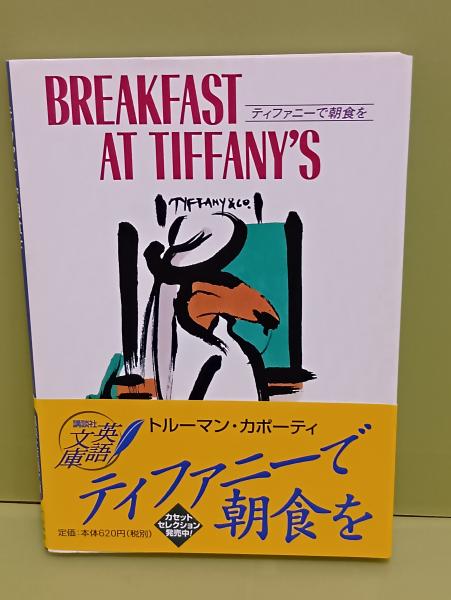 BREAKFAST
ティファニーで朝食を
AT TIFFANY'S
TYFFANY & CO.
講談社
英語文庫
トルーマン・カポーティ
ティファニーで
朝食を
カセット
セレクション
発売中!
定価:本体620円(税別)